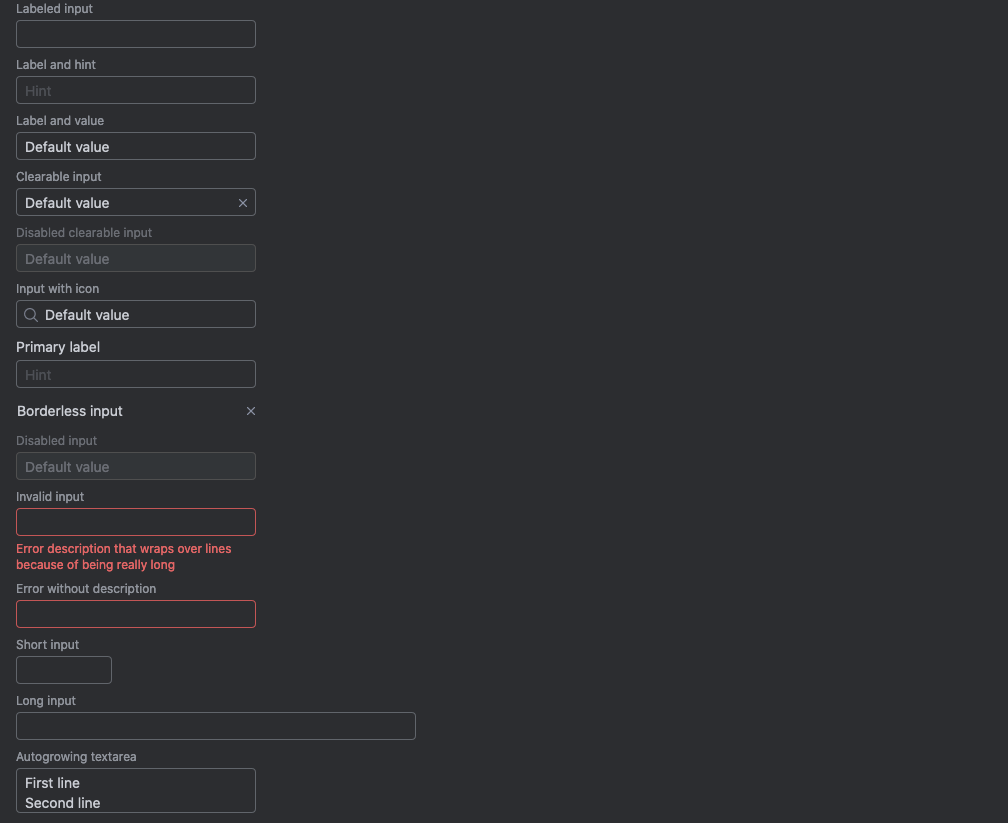 Labeled input
Label and hint
Hint
Label and value
Default value
Clearable input
Default value
Disabled clearable input
Default value
Input with icon
Default value
Primary label
Hint
Borderless input
Disabled input
Default value
Invalid input
Error description that wraps over lines
because of being really long
Error without description
Short input
Long input
Autogrowing textarea
First line
Second line